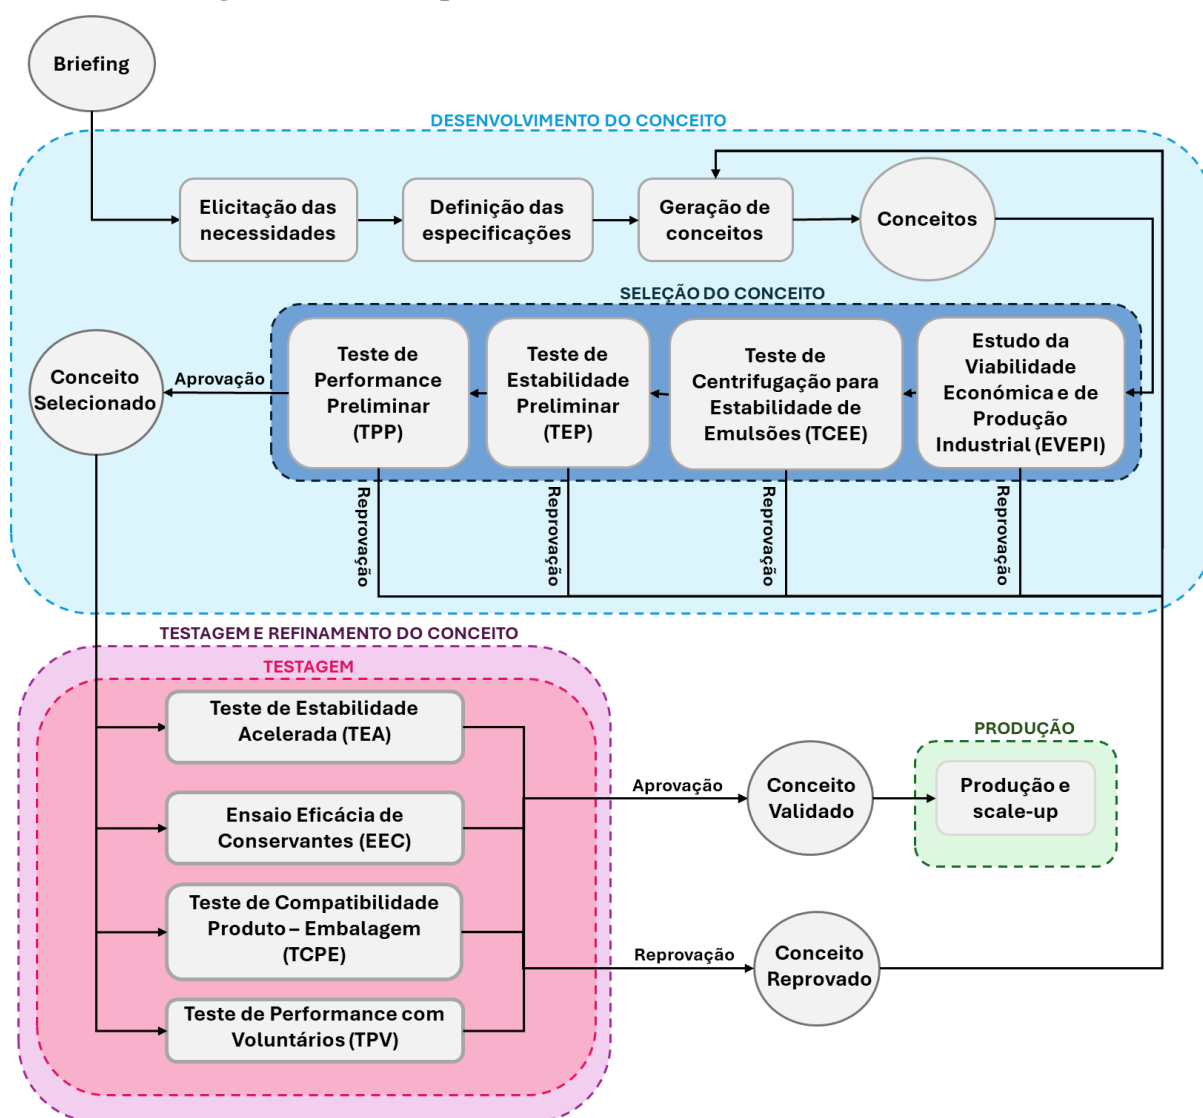 Briefing
DESENVOLVIMENTO DO CONCEITO
Elicitação das
necessidades
Definição das
especificações
Geração de
conceitos
Conceitos
SELEÇÃO DO CONCEITO
Conceito
Selecionado
Aprovação
Teste de
Performance
Preliminar
(TPP)
Teste de
Estabilidade
Preliminar
(TEP)
Teste de
Centrifugação para
Estabilidade de
Emulsões (TCEE)
Estudo da
Viabilidade
Económica e de
Produção
Industrial (EVEPI)
Reprovação
Reprovação
Reprovação
Reprovação
TESTAGEM E REFINAMENTO DO CONCEITO
TESTAGEM
Teste de Estabilidade
Acelerada (TEA)
Ensaio Eficácia de
Conservantes (EEC)
Teste de Compatibilidade
Produto – Embalagem
(TCPE)
Teste de Performance com
Voluntários (TPV)
Aprovação
Conceito
Validado
PRODUÇÃO
Produção e
scale-up
Reprovação
Conceito
Reprovado